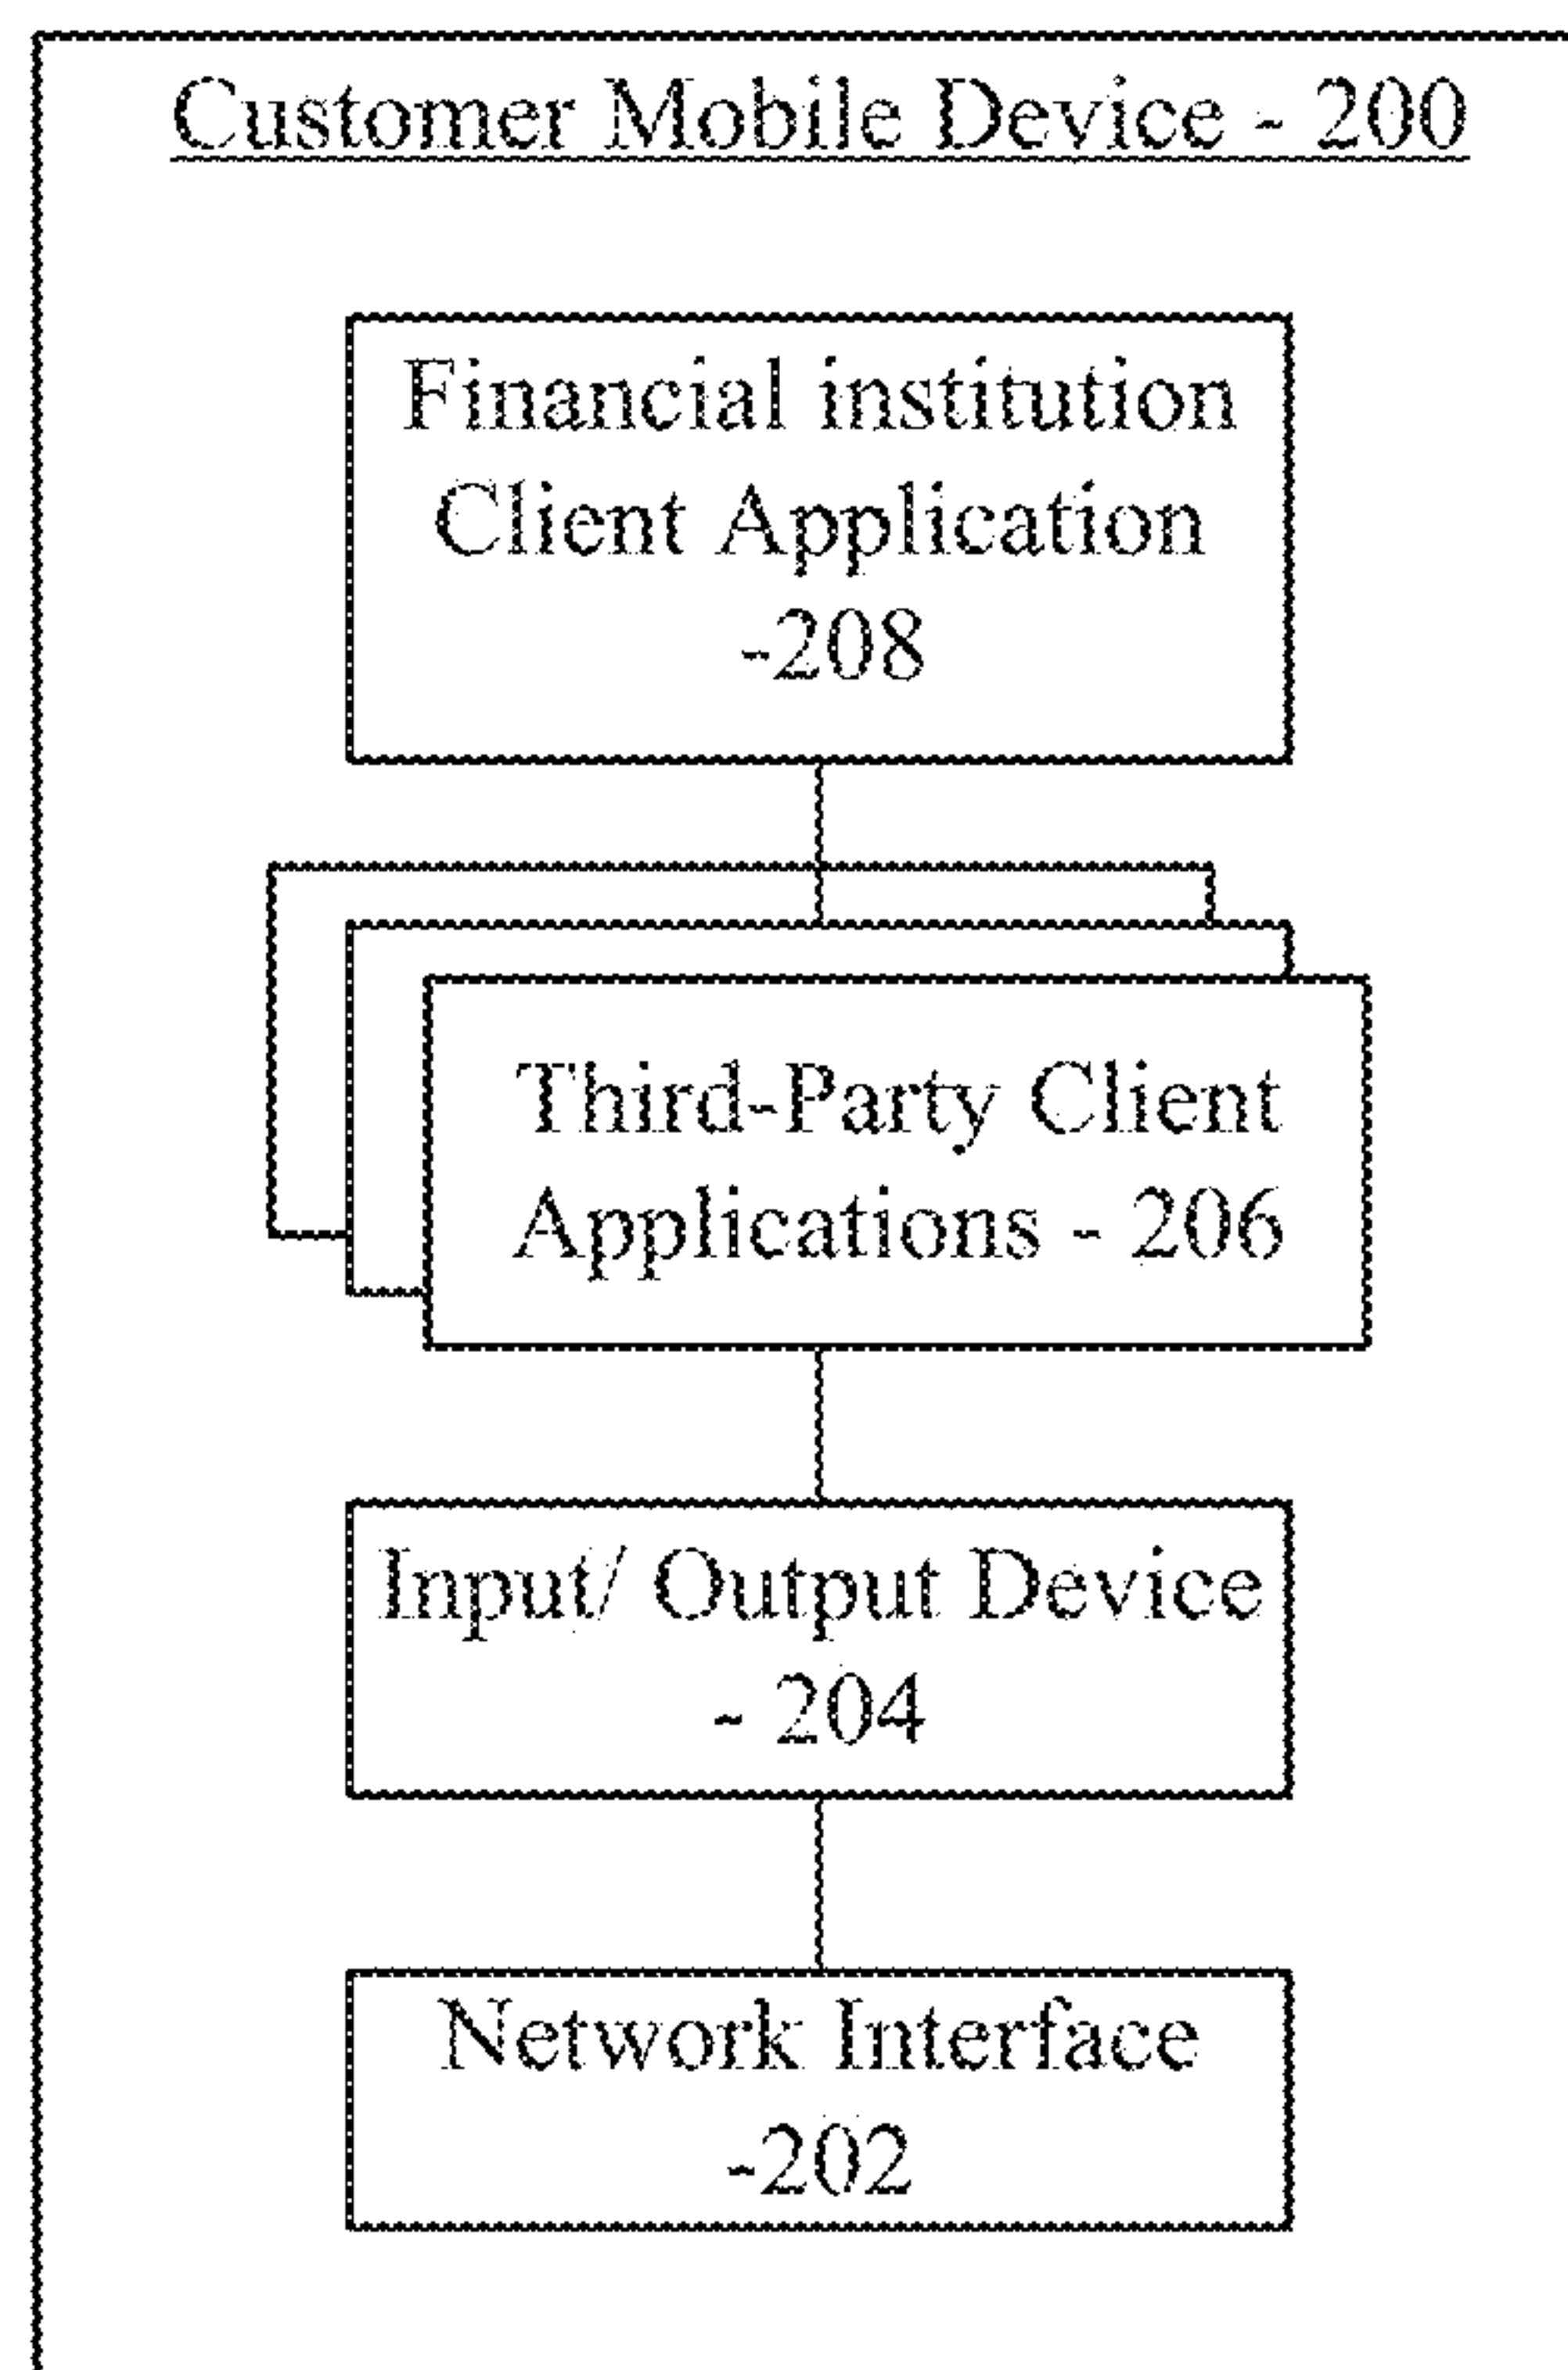 Customer Mobile Device - 200
Financial institution
Client Application
-208
Third-Party Client
Applications - 206
Input/ Output Device
- 204
Network Interface
-202